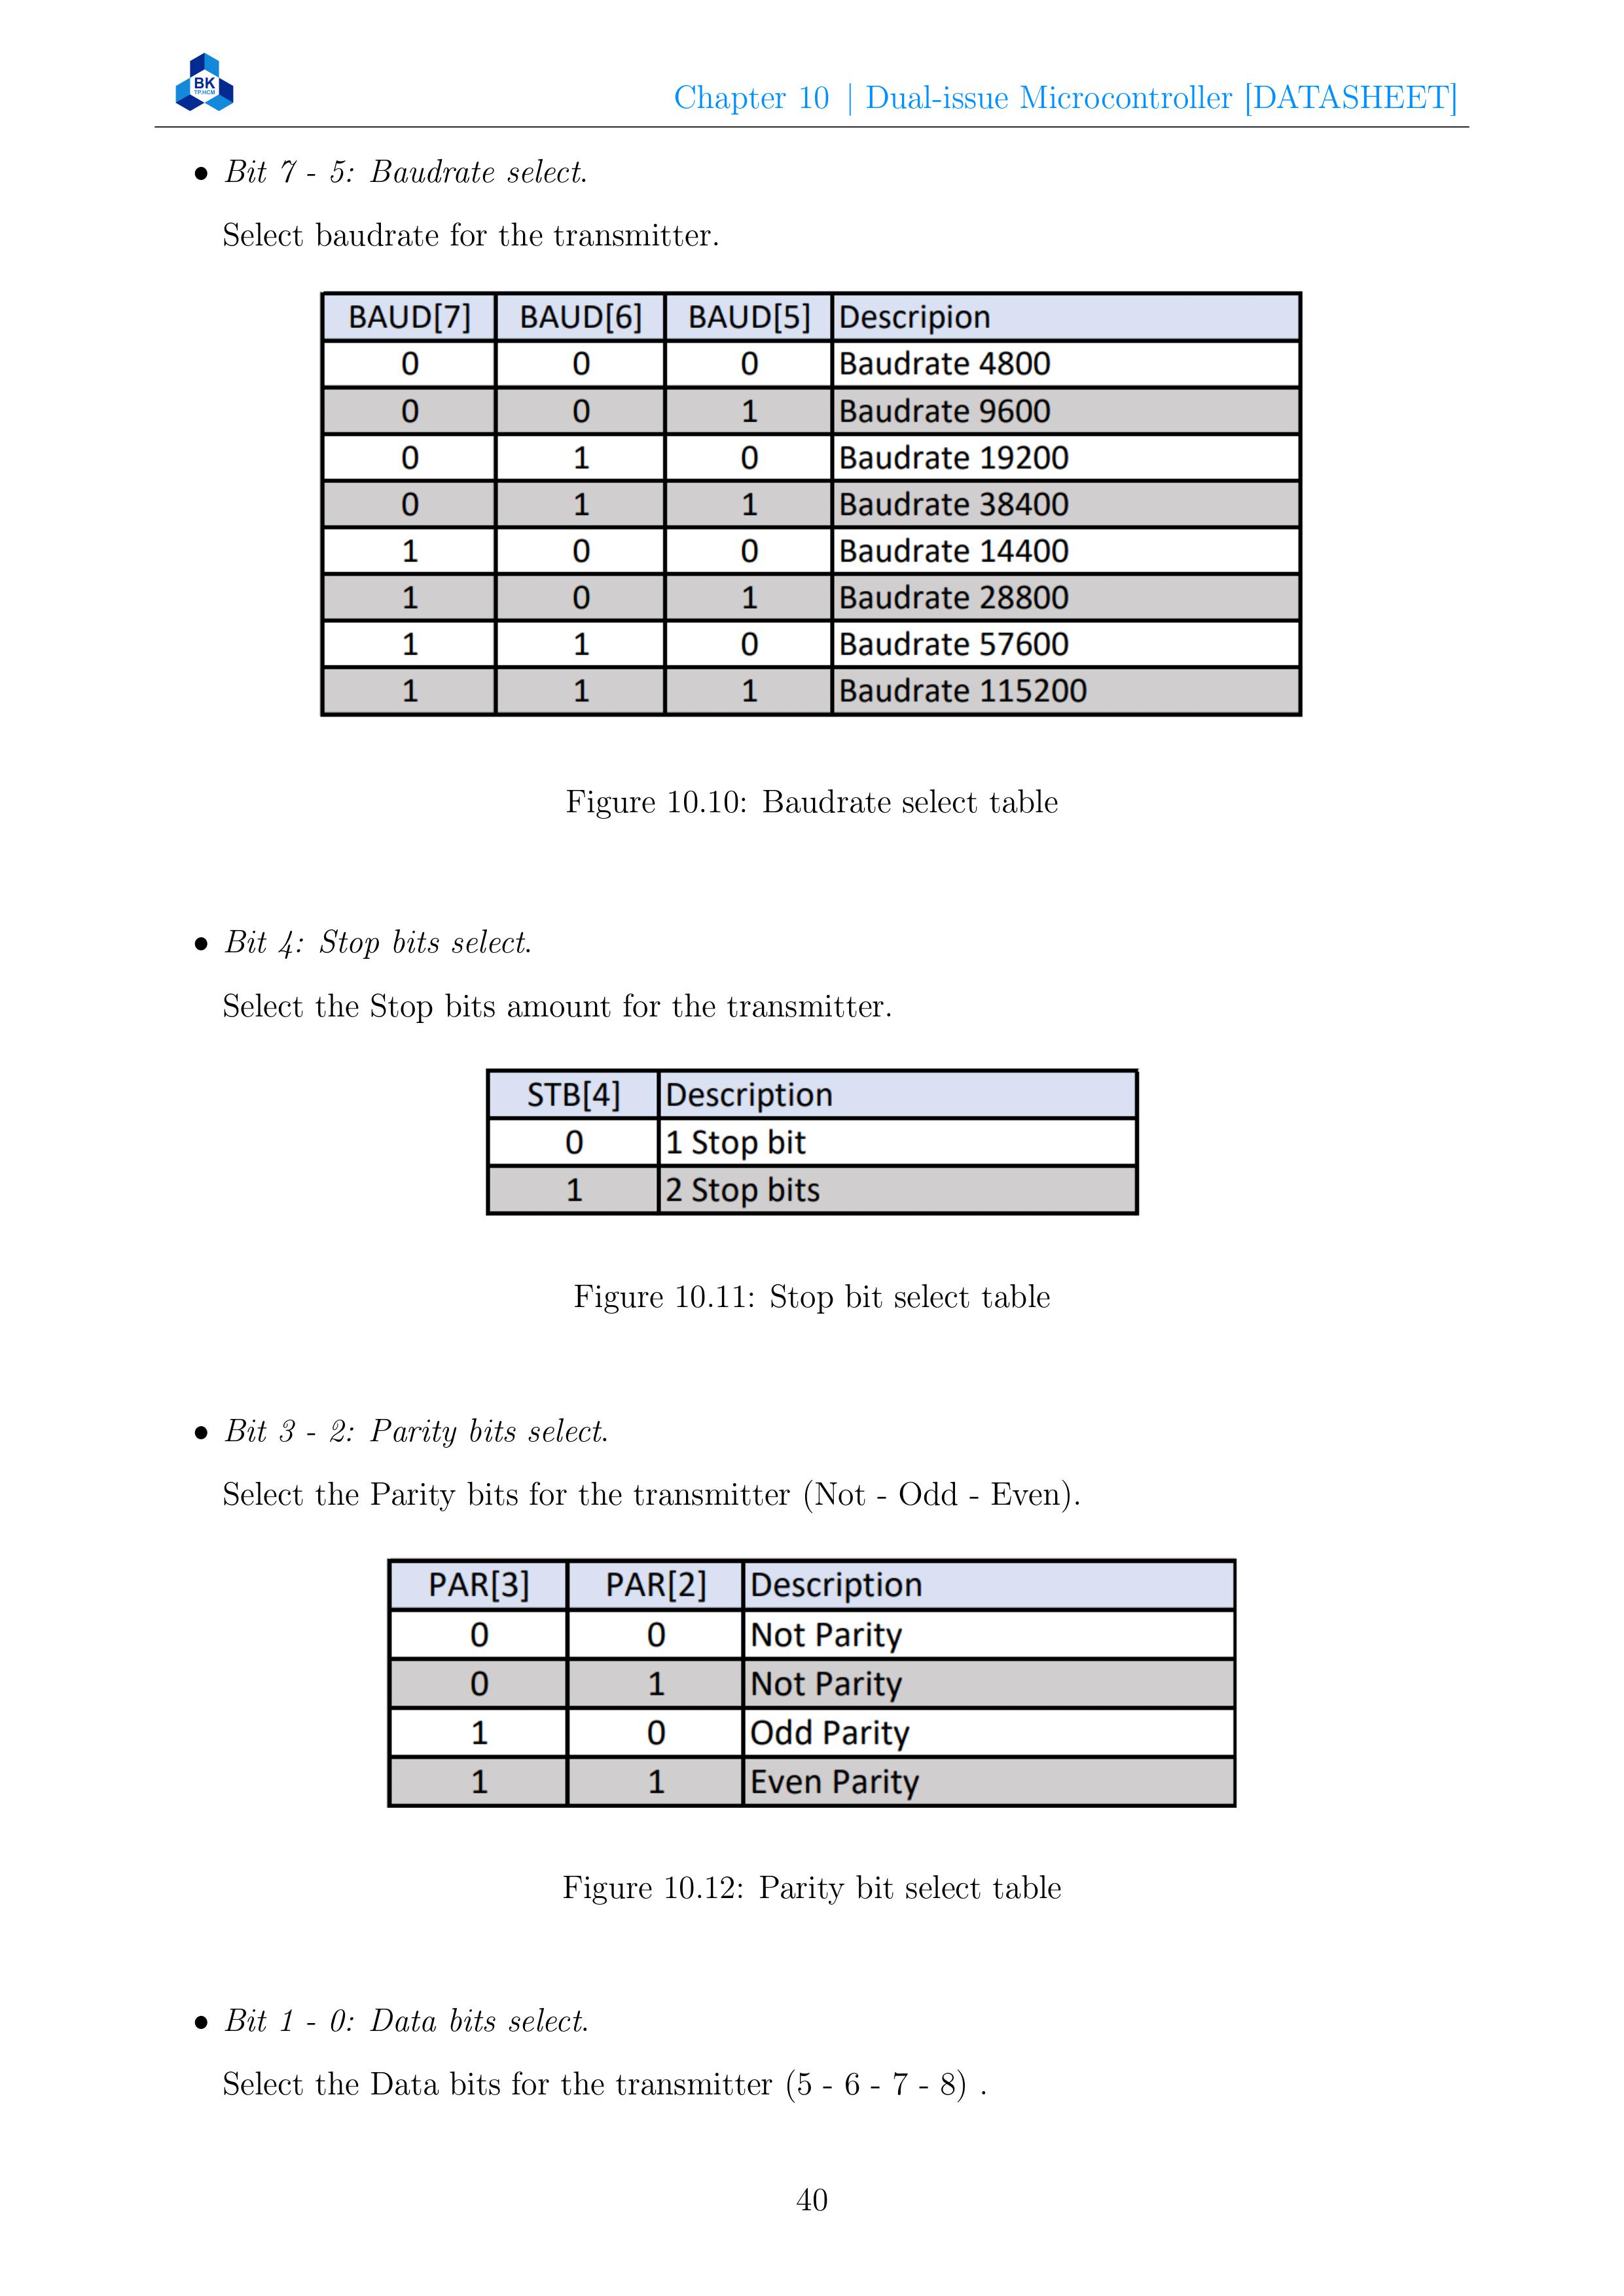 BK
TP.HCM
Chapter 10 | Dual-issue Microcontroller [DATASHEET]
• Bit 7 - 5: Baudrate select.
Select baudrate for the transmitter.
BAUD[7] BAUD[6] BAUD[5] Descripion
0 0 0 Baudrate 4800
0 0 1 Baudrate 9600
0 1 0 Baudrate 19200
0 1 1 Baudrate 38400
1 0 0 Baudrate 14400
1 0 1 Baudrate 28800
1 1 0 Baudrate 57600
1 1 1 Baudrate 115200
Figure 10.10: Baudrate select table
• Bit 4: Stop bits select.
Select the Stop bits amount for the transmitter.
STB[4] Description
0 1 Stop bit
1 2 Stop bits
Figure 10.11: Stop bit select table
• Bit 3 - 2: Parity bits select.
Select the Parity bits for the transmitter (Not - Odd - Even).
PAR[3] PAR[2] Description
0 0 Not Parity
0 1 Not Parity
1 0 Odd Parity
1 1 Even Parity
Figure 10.12: Parity bit select table
• Bit 1 - 0: Data bits select.
Select the Data bits for the transmitter (5 - 6 - 7 - 8) .
40